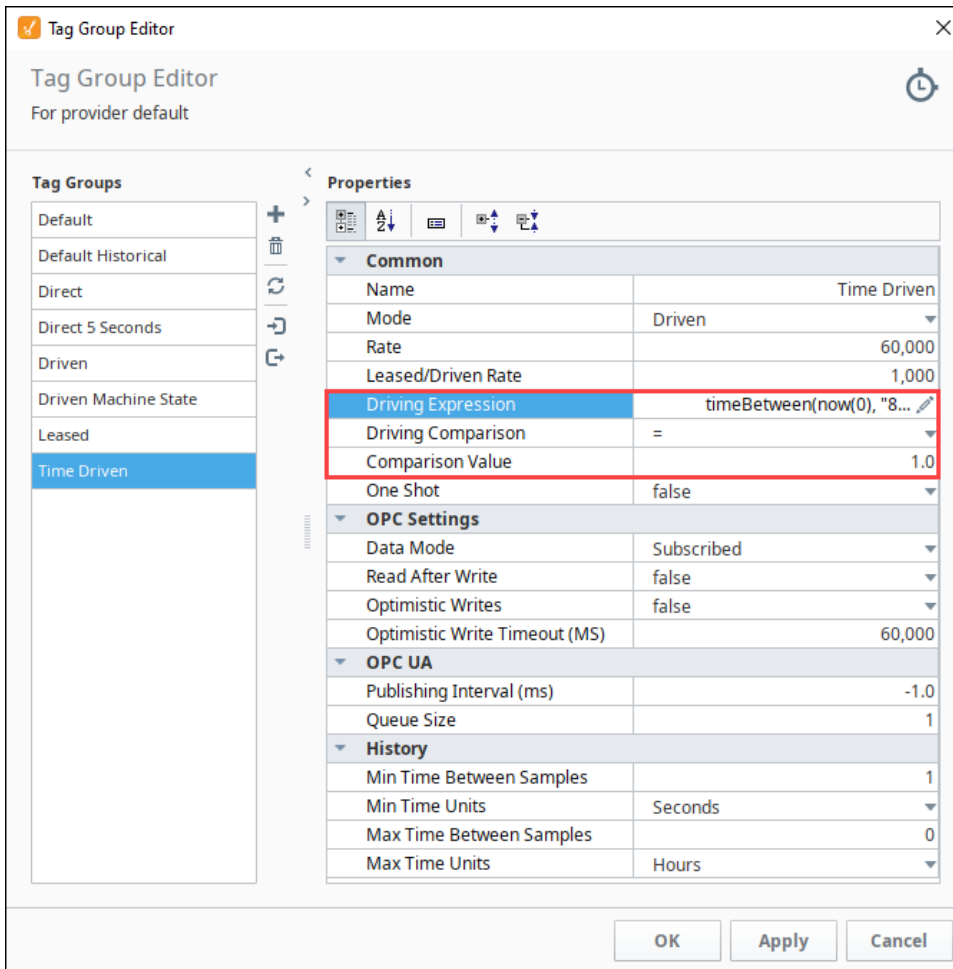 Tag Group Editor
Tag Group Editor
For provider default
Tag Groups
Default
Default Historical
Direct
Direct 5 Seconds
Driven
Driven Machine State
Leased
Time Driven
Properties
Common
Name Time Driven
Mode Driven
Rate 60,000
Leased/Driven Rate 1,000
Driving Expression timeBetween(now(0), "8...
Driving Comparison =
Comparison Value 1.0
One Shot false
OPC Settings
Data Mode Subscribed
Read After Write false
Optimistic Writes false
Optimistic Write Timeout (MS) 60,000
OPC UA
Publishing Interval (ms) -1.0
Queue Size 1
History
Min Time Between Samples 1
Min Time Units Seconds
Max Time Between Samples 0
Max Time Units Hours
OK Apply Cancel